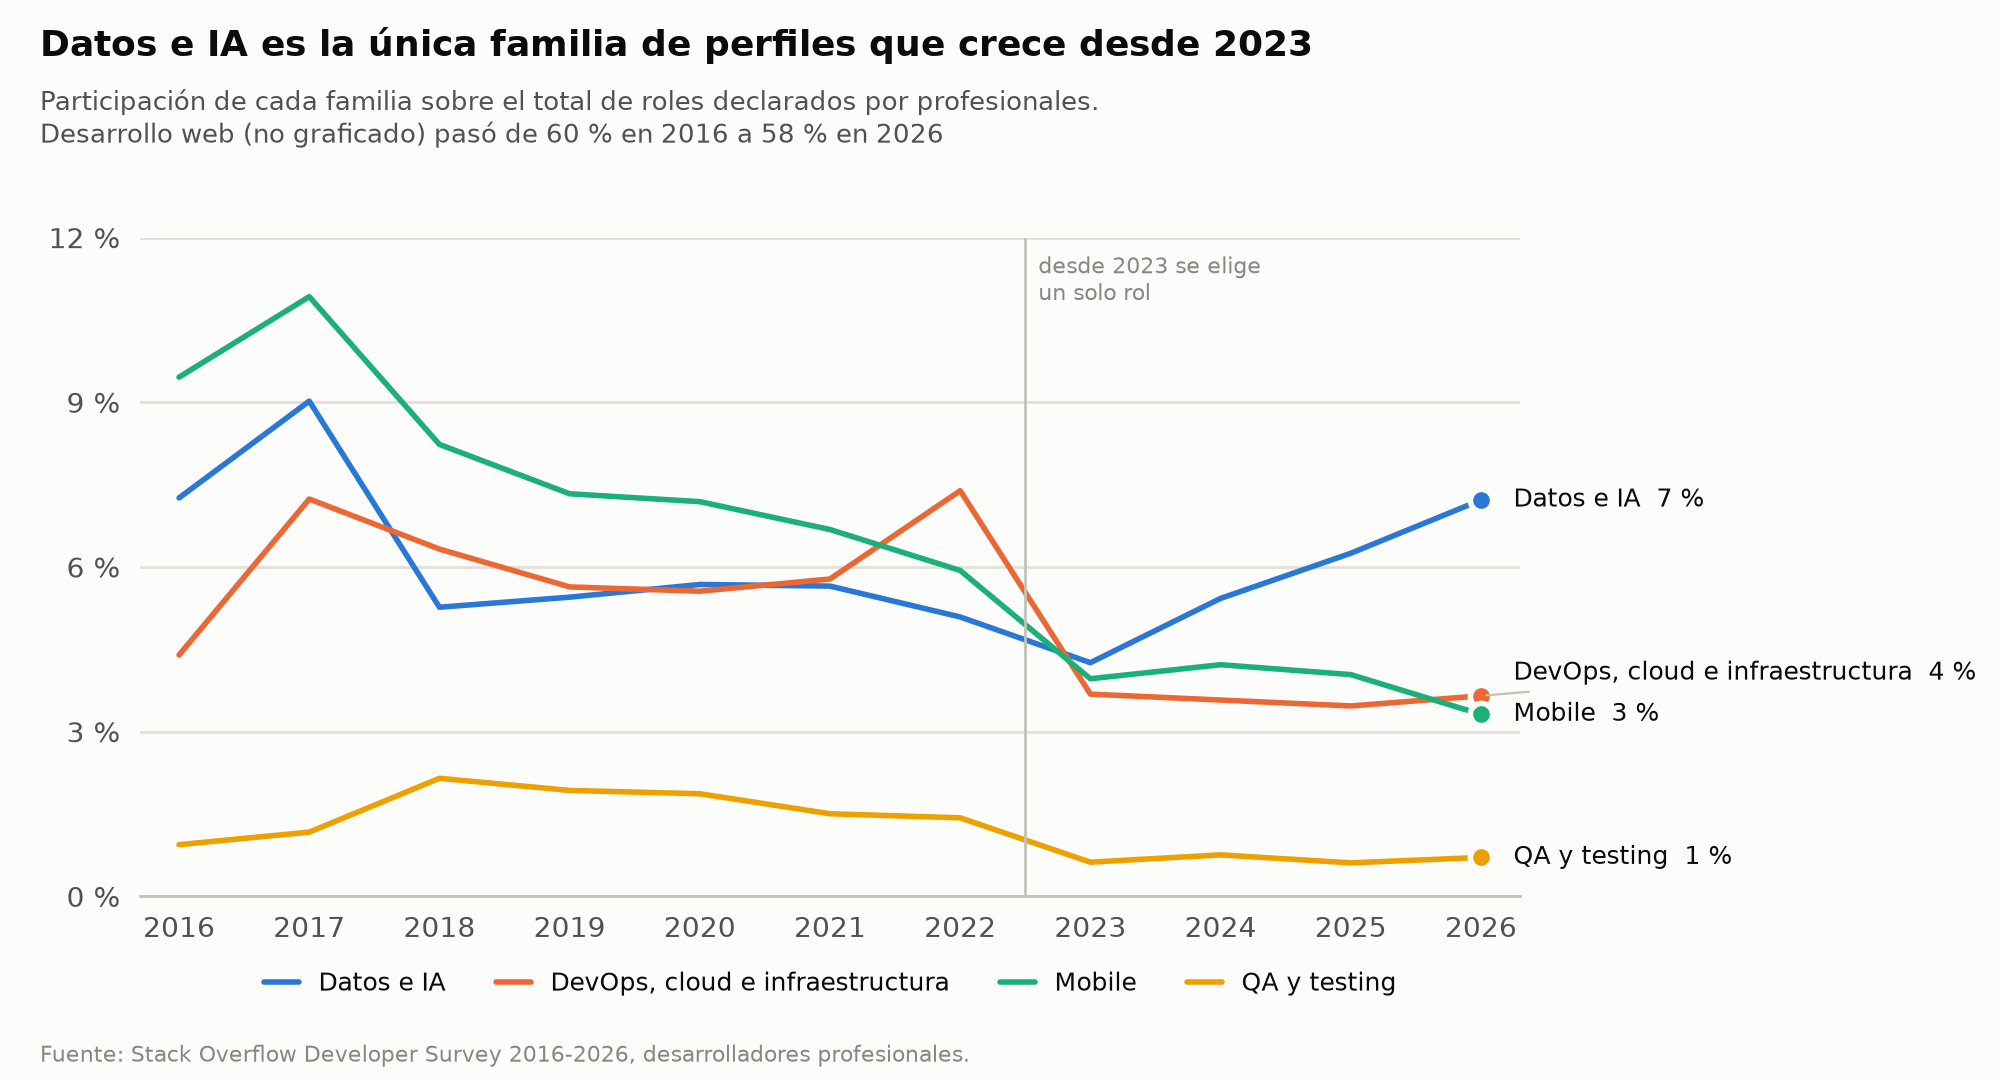 Datos e IA es la única familia de perfiles que crece desde 2023
Participación de cada familia sobre el total de roles declarados por profesionales.
Desarrollo web (no graficado) pasó de 60 % en 2016 a 58 % en 2026
12 %
9 %
6 %
3 %
0 %
desde 2023 se elige
un solo rol
Datos e IA 7 %
DevOps, cloud e infraestructura 4 %
Mobile 3 %
QA y testing 1 %
2016 2017 2018 2019 2020 2021 2022 2023 2024 2025 2026
Datos e IA DevOps, cloud e infraestructura Mobile QA y testing
Fuente: Stack Overflow Developer Survey 2016-2026, desarrolladores profesionales.